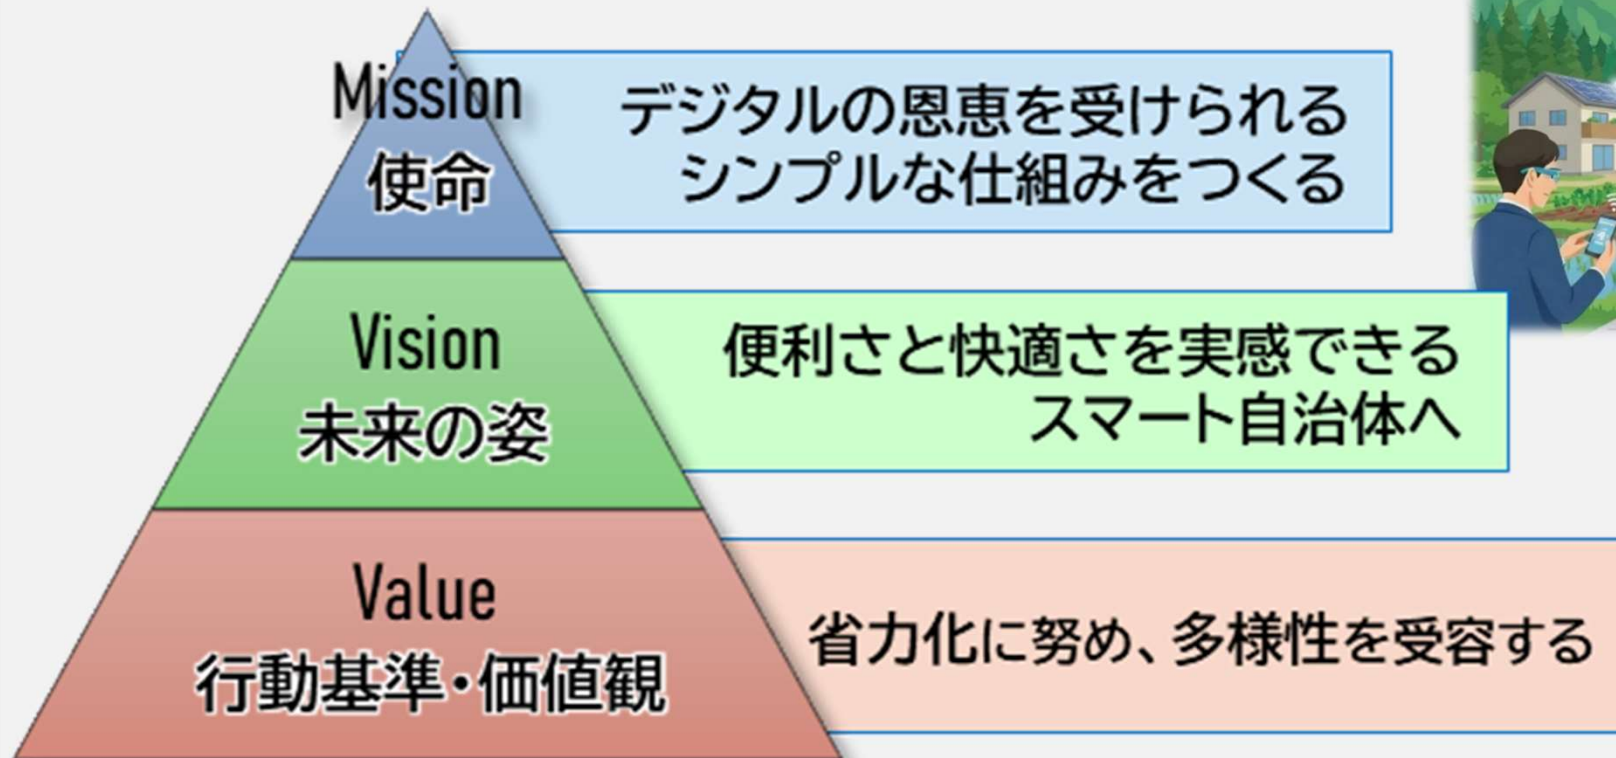 Mission
使命
デジタルの恩恵を受けられる
シンプルな仕組みをつくる
Vision
未来の姿
便利さと快適さを実感できる
スマート自治体へ
Value
行動基準・価値観
省力化に努め、多様性を受容する